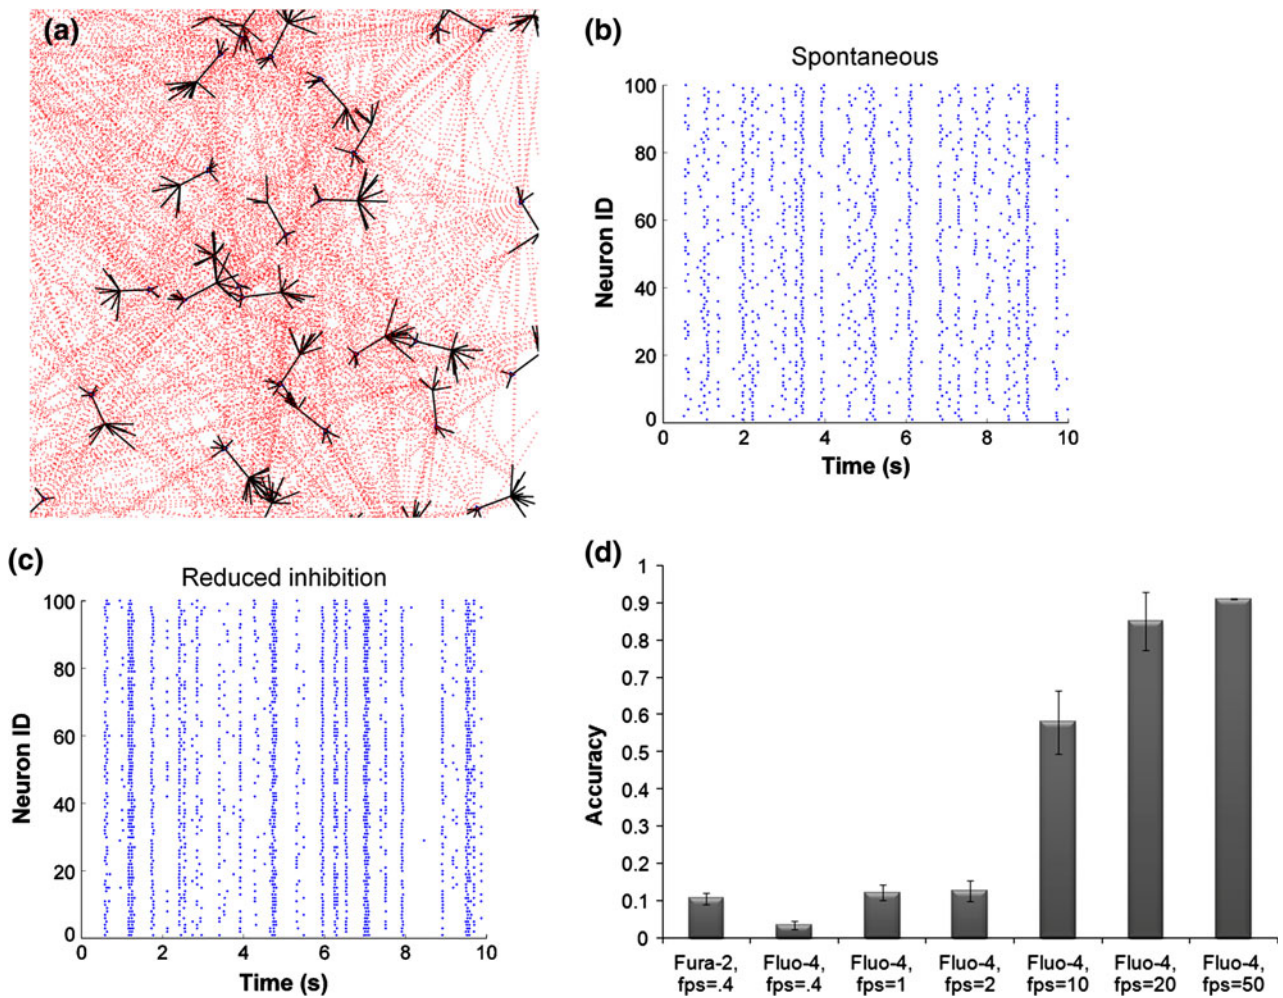 (a)
(b)
Spontaneous
Neuron ID
100
80
60
40
20
0
0 2 4 6 8 10
Time (s)
(c)
Reduced inhibition
Neuron ID
100
80
60
40
20
0
0 2 4 6 8 10
Time (s)
(d)
Accuracy
1
0.9
0.8
0.7
0.6
0.5
0.4
0.3
0.2
0.1
0
Fura-2, Fluo-4, Fluo-4, Fluo-4, Fluo-4, Fluo-4, Fluo-4,
fps=.4 fps=.4 fps=1 fps=2 fps=10 fps=20 fps=50